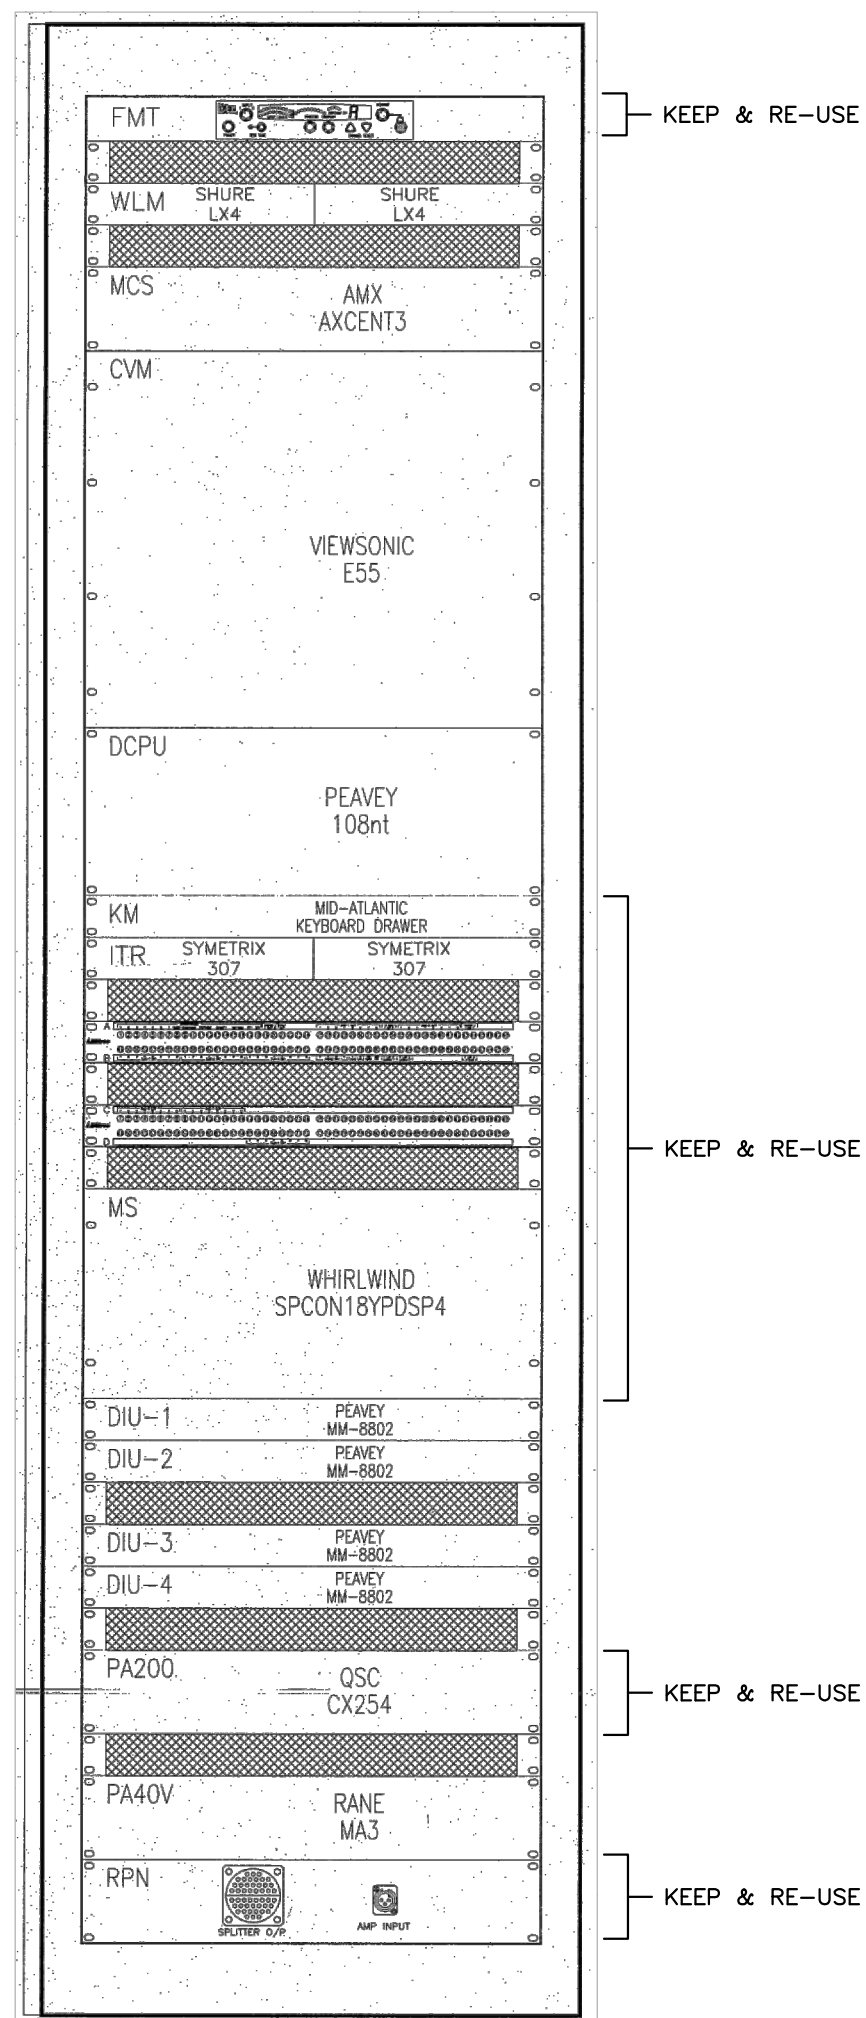 FMT
KEEP & RE-USE
WLM
SHURE
LX4
SHURE
LX4
MCS
AMX
AXCENT3
CVM
VIEWSONIC
E55
DCPU
PEAVEY
108nt
KM
MID-ATLANTIC
KEYBOARD DRAWER
ITR
SYMETRIX
307
SYMETRIX
307
A
B
C
D
KEEP & RE-USE
MS
WHIRLWIND
SPCON18YPDSP4
DIU-1
PEAVEY
MM-8802
DIU-2
PEAVEY
MM-8802
DIU-3
PEAVEY
MM-8802
DIU-4
PEAVEY
MM-8802
PA200
QSC
CX254
KEEP & RE-USE
PA40V
RANE
MA3
RPN
SPLITTER O/P
AMP INPUT
KEEP & RE-USE